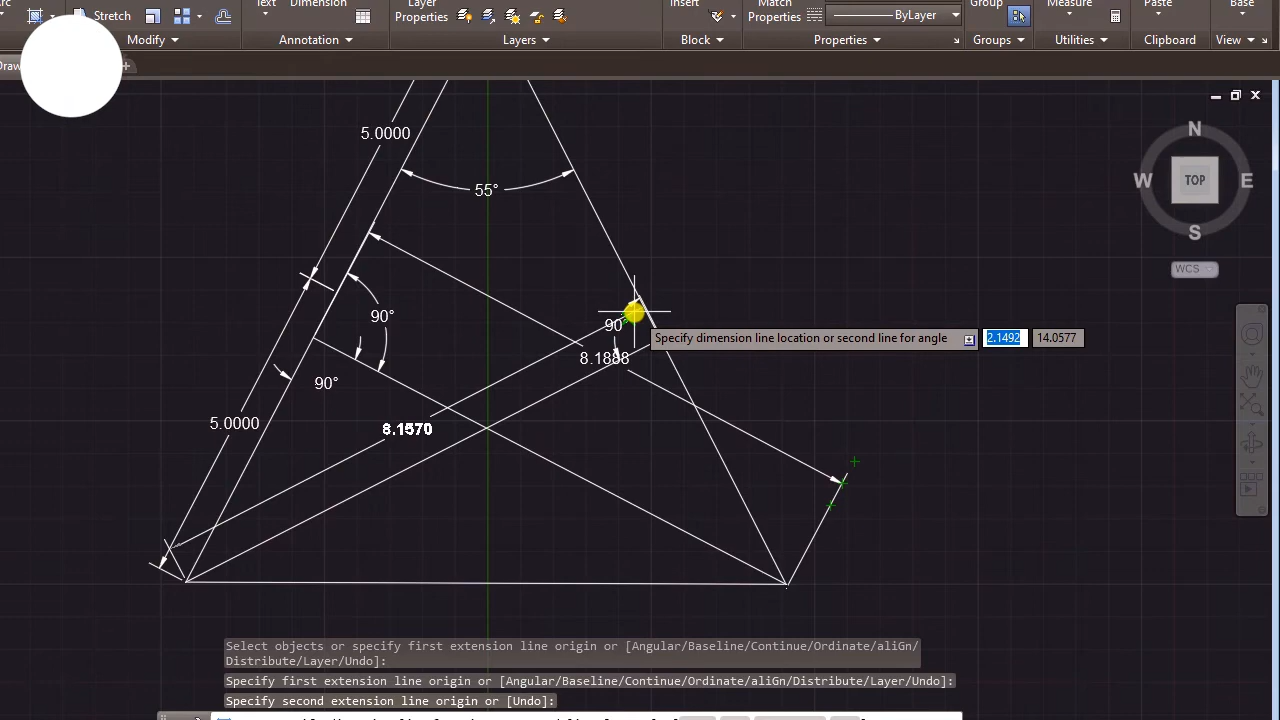 Text
Dimension
Insert
Group
Stretch
Layer
Properties
Match
Properties
ByLayer
Measure
Paste
Base
Modify
Annotation
Layers
Block
Properties
Groups
Utilities
Clipboard
View
+
5.0000
55°
90°
90°
8.1888
90°
5.0000
8.1570
Specify dimension line location or second line for angle 2.1492 14.0577
N
W TOP E
S
WCS
Select objects or specify first extension line origin or [Angular/Baseline/Continue/Ordinate/aliGn/
Distribute/Layer/Undo]:
Specify first extension line origin or [Angular/Baseline/Continue/Ordinate/aliGn/Distribute/Layer/Undo]:
Specify second extension line origin or [Undo]: